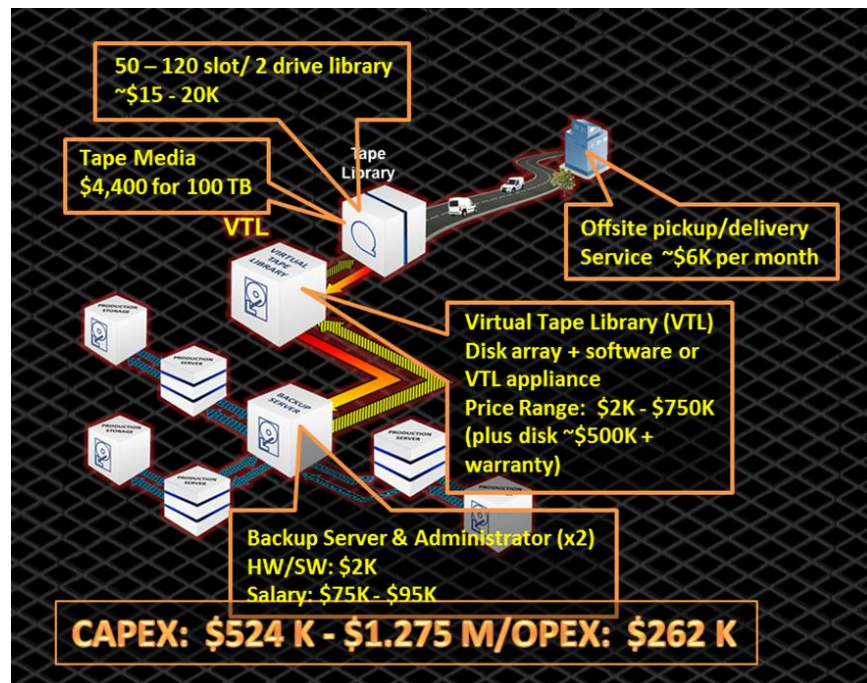 50 – 120 slot/ 2 drive library
~$15 - 20K
Tape Media
$4,400 for 100 TB
Tape
Library
VTL
VIRTUAL
TAPE
LIBRARY
Offsite pickup/delivery
Service ~$6K per month
Virtual Tape Library (VTL)
Disk array + software or
VTL appliance
Price Range: $2K - $750K
(plus disk ~$500K +
warranty)
PRODUCTION
STORAGE
PRODUCTION
SERVER
BACKUP
SERVER
PRODUCTION
STORAGE
PRODUCTION
SERVER
PRODUCTION
SERVER
PRODUCTION
Backup Server & Administrator (x2)
HW/SW: $2K
Salary: $75K - $95K
CAPEX: $524 K - $1.275 M/OPEX: $262 K